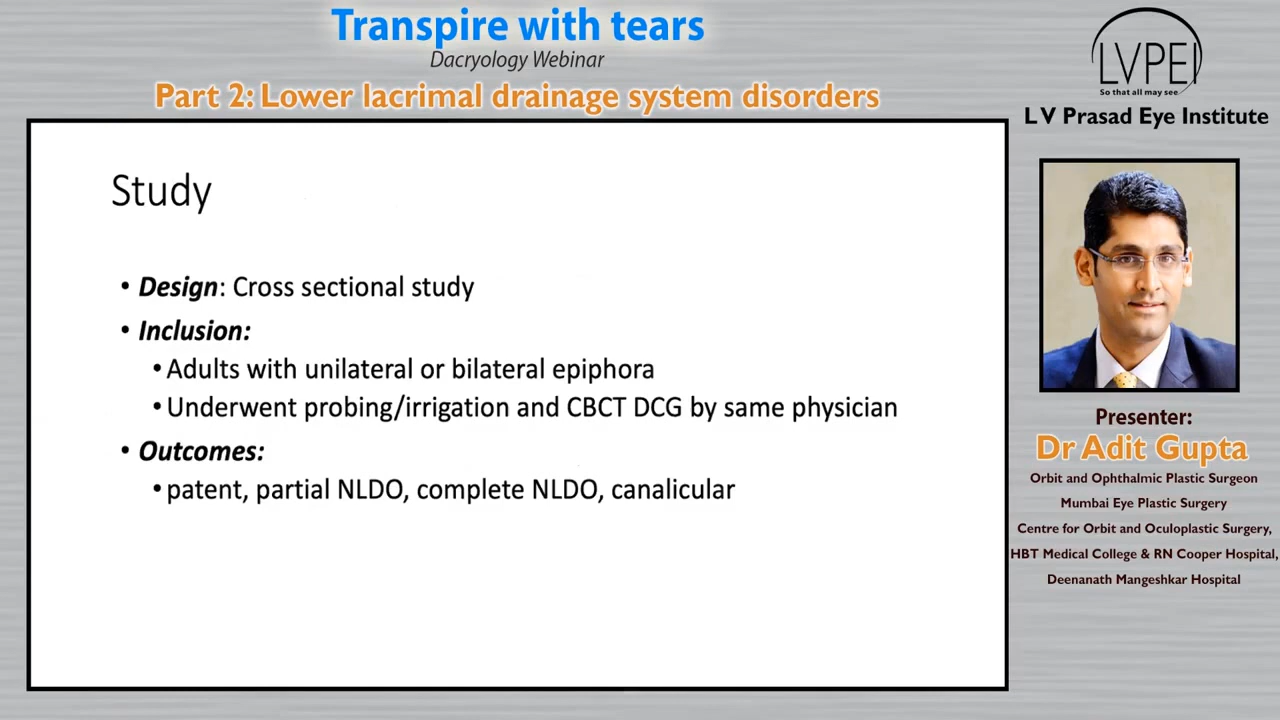 Transpire with tears
Dacryology Webinar
Part 2: Lower lacrimal drainage system disorders
LVPEI
So that all may see
L V Prasad Eye Institute
Study
• Design: Cross sectional study
• Inclusion:
• Adults with unilateral or bilateral epiphora
• Underwent probing/irrigation and CBCT DCG by same physician
• Outcomes:
• patent, partial NLDO, complete NLDO, canalicular
Presenter:
Dr Adit Gupta
Orbit and Ophthalmic Plastic Surgeon
Mumbai Eye Plastic Surgery
Centre for Orbit and Oculoplastic Surgery,
HBT Medical College & RN Cooper Hospital,
Deenanath Mangeshkar Hospital